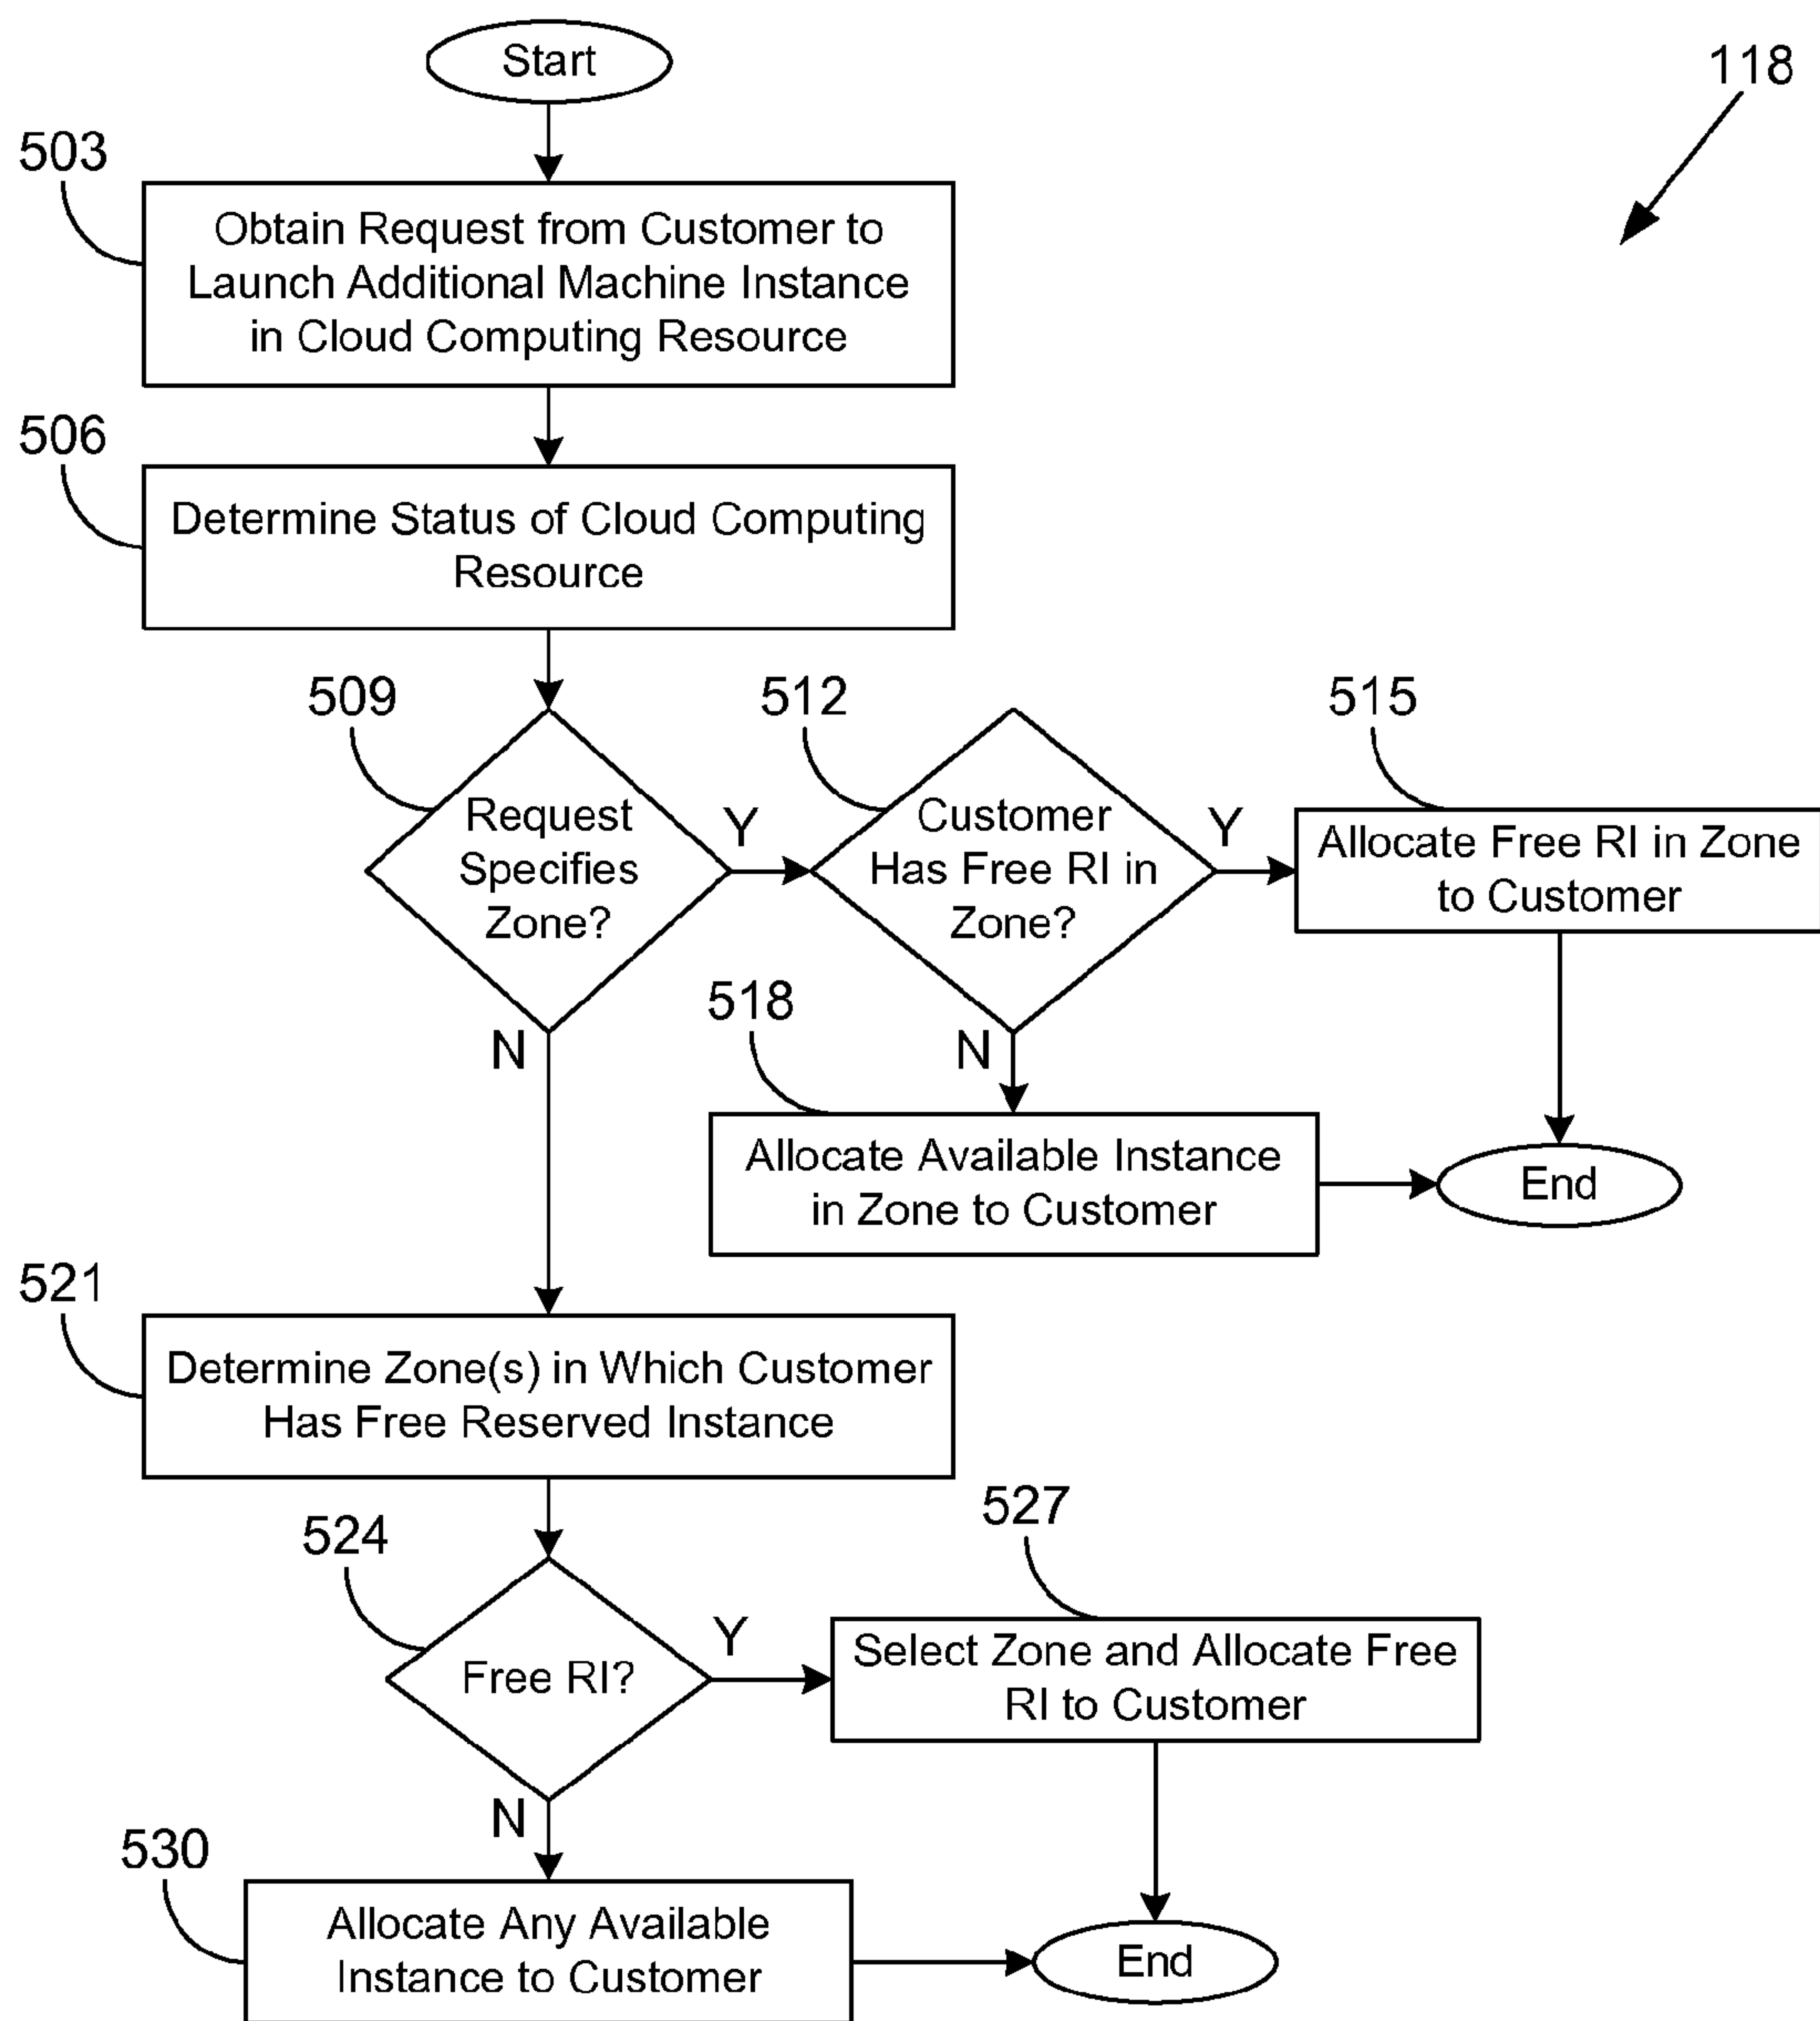 Start
118
503
Obtain Request from Customer to
Launch Additional Machine Instance
in Cloud Computing Resource
506
Determine Status of Cloud Computing
Resource
509
Request
Specifies
Zone?
Y
N
512
Customer
Has Free RI in
Zone?
Y
N
515
Allocate Free RI in Zone
to Customer
518
Allocate Available Instance
in Zone to Customer
End
521
Determine Zone(s) in Which Customer
Has Free Reserved Instance
524
Free RI?
Y
N
527
Select Zone and Allocate Free
RI to Customer
530
Allocate Any Available
Instance to Customer
End